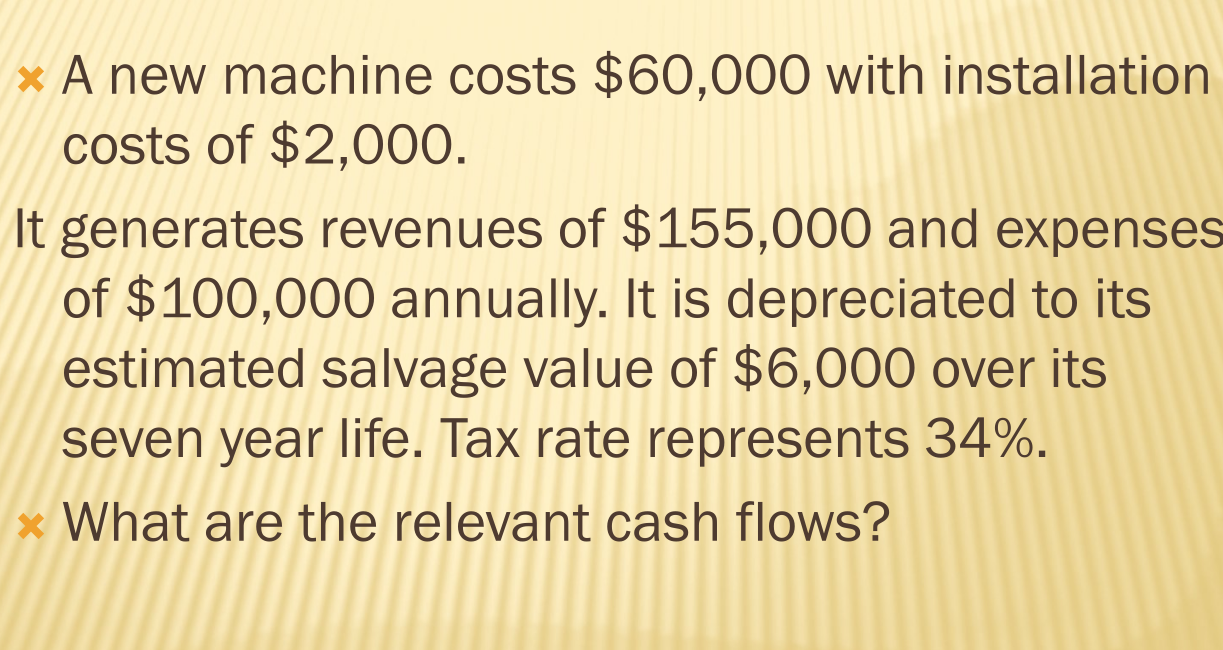 A new machine costs $60,000 with installation
costs of $2,000.
It generates revenues of $155,000 and expenses
of $100,000 annually. It is depreciated to its
estimated salvage value of $6,000 over its
seven year life. Tax rate represents 34%.
What are the relevant cash flows?